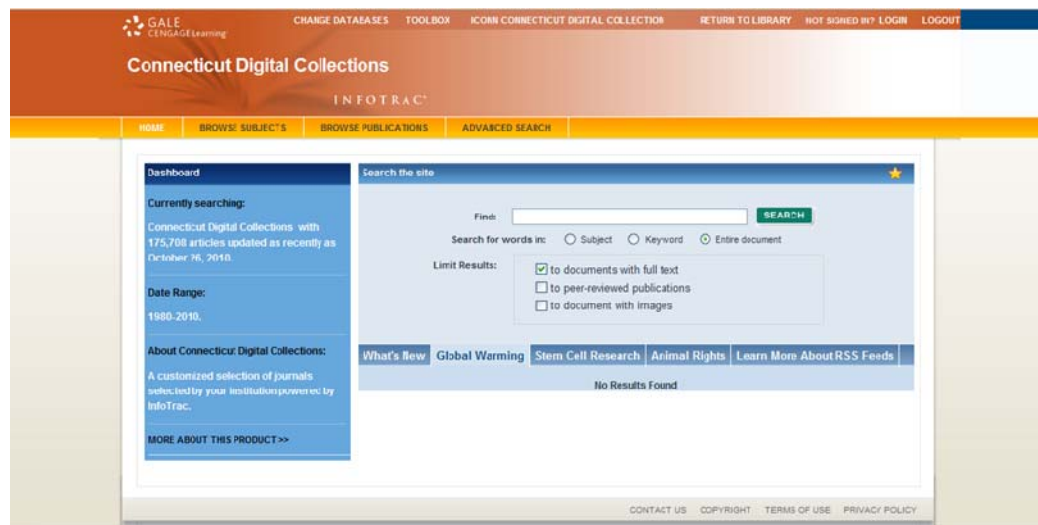 GALE
CENGAGE Learning
CHANGE DATABASES TOOLBOX ICONN CONNECTICUT DIGITAL COLLECTION RETURN TO LIBRARY NOT SIGNED IN? LOGIN LOGOUT
Connecticut Digital Collections
INFOTRAC
HOME BROWSE SUBJECTS BROWSE PUBLICATIONS ADVANCED SEARCH
Dashboard
Currently searching:
Connecticut Digital Collections with
175,708 articles updated as recently as
October 26, 2010.
Date Range:
1980-2010.
About Connecticut Digital Collections:
A customized selection of journals
selected by your institution powered by
InfoTrac.
MORE ABOUT THIS PRODUCT >>
Search the site
Find: SEARCH
Search for words in: Subject Keyword Entire document
Limit Results: to documents with full text
to peer-reviewed publications
to document with images
What's New Global Warming Stem Cell Research Animal Rights Learn More About RSS Feeds
No Results Found
CONTACT US COPYRIGHT TERMS OF USE PRIVACY POLICY